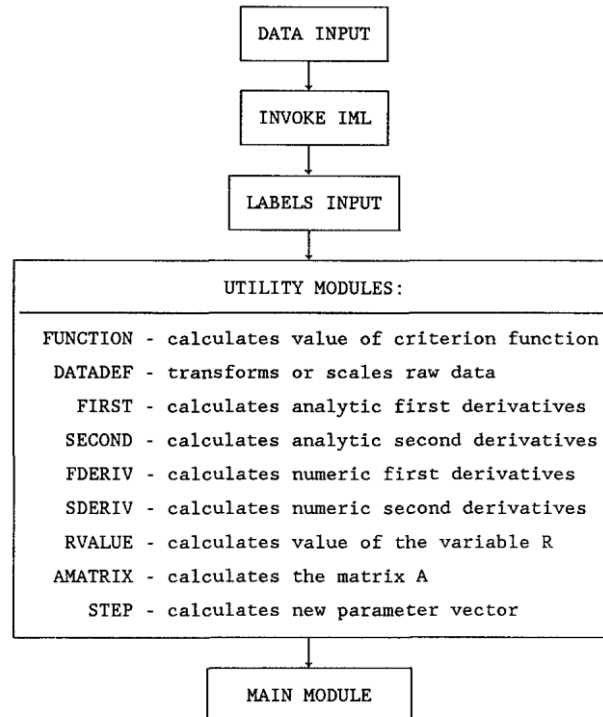 DATA INPUT
INVOKE IML
LABELS INPUT
UTILITY MODULES:
FUNCTION - calculates value of criterion function
DATADEF - transforms or scales raw data
FIRST - calculates analytic first derivatives
SECOND - calculates analytic second derivatives
FDERIV - calculates numeric first derivatives
SDERIV - calculates numeric second derivatives
RVALUE - calculates value of the variable R
AMATRIX - calculates the matrix A
STEP - calculates new parameter vector
MAIN MODULE